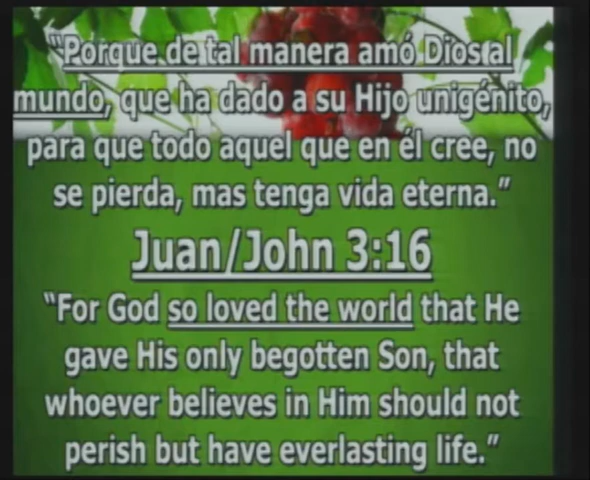 “Porque de tal manera amó Dios al
mundo, que ha dado a su Hijo unigénito,
para que todo aquel que en él cree, no
se pierda, mas tenga vida eterna.”
Juan/John 3:16
“For God so loved the world that He
gave His only begotten Son, that
whoever believes in Him should not
perish but have everlasting life.”